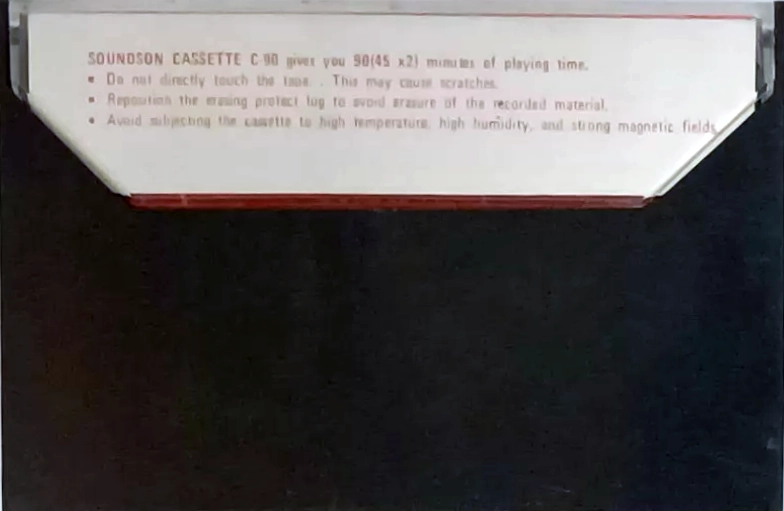 SOUNDSON CASSETTE C-90 gives you 90(45 x2) minutes of playing time.
• Do not directly touch the tape. . This may cause scratches.
• Reposition the erasing protect lug to avoid erasure of the recorded material.
• Avoid subjecting the cassette to high temperature, high humidity, and strong magnetic fields